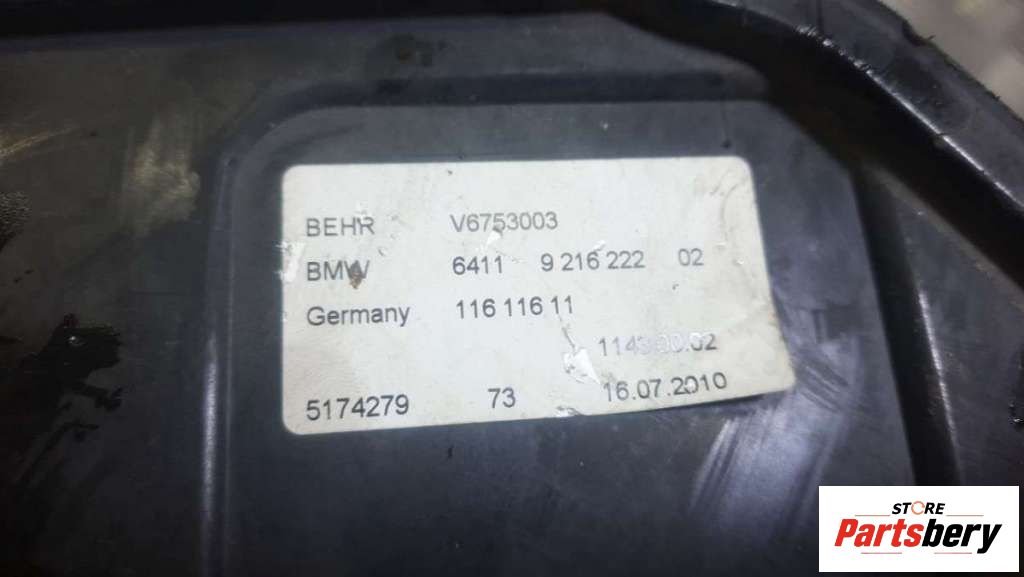 BEHR V6753003
BMW 6411 9 216 222 02
Germany 116 116 11
5174279 73 16.07.2010
STORE
Partsbery